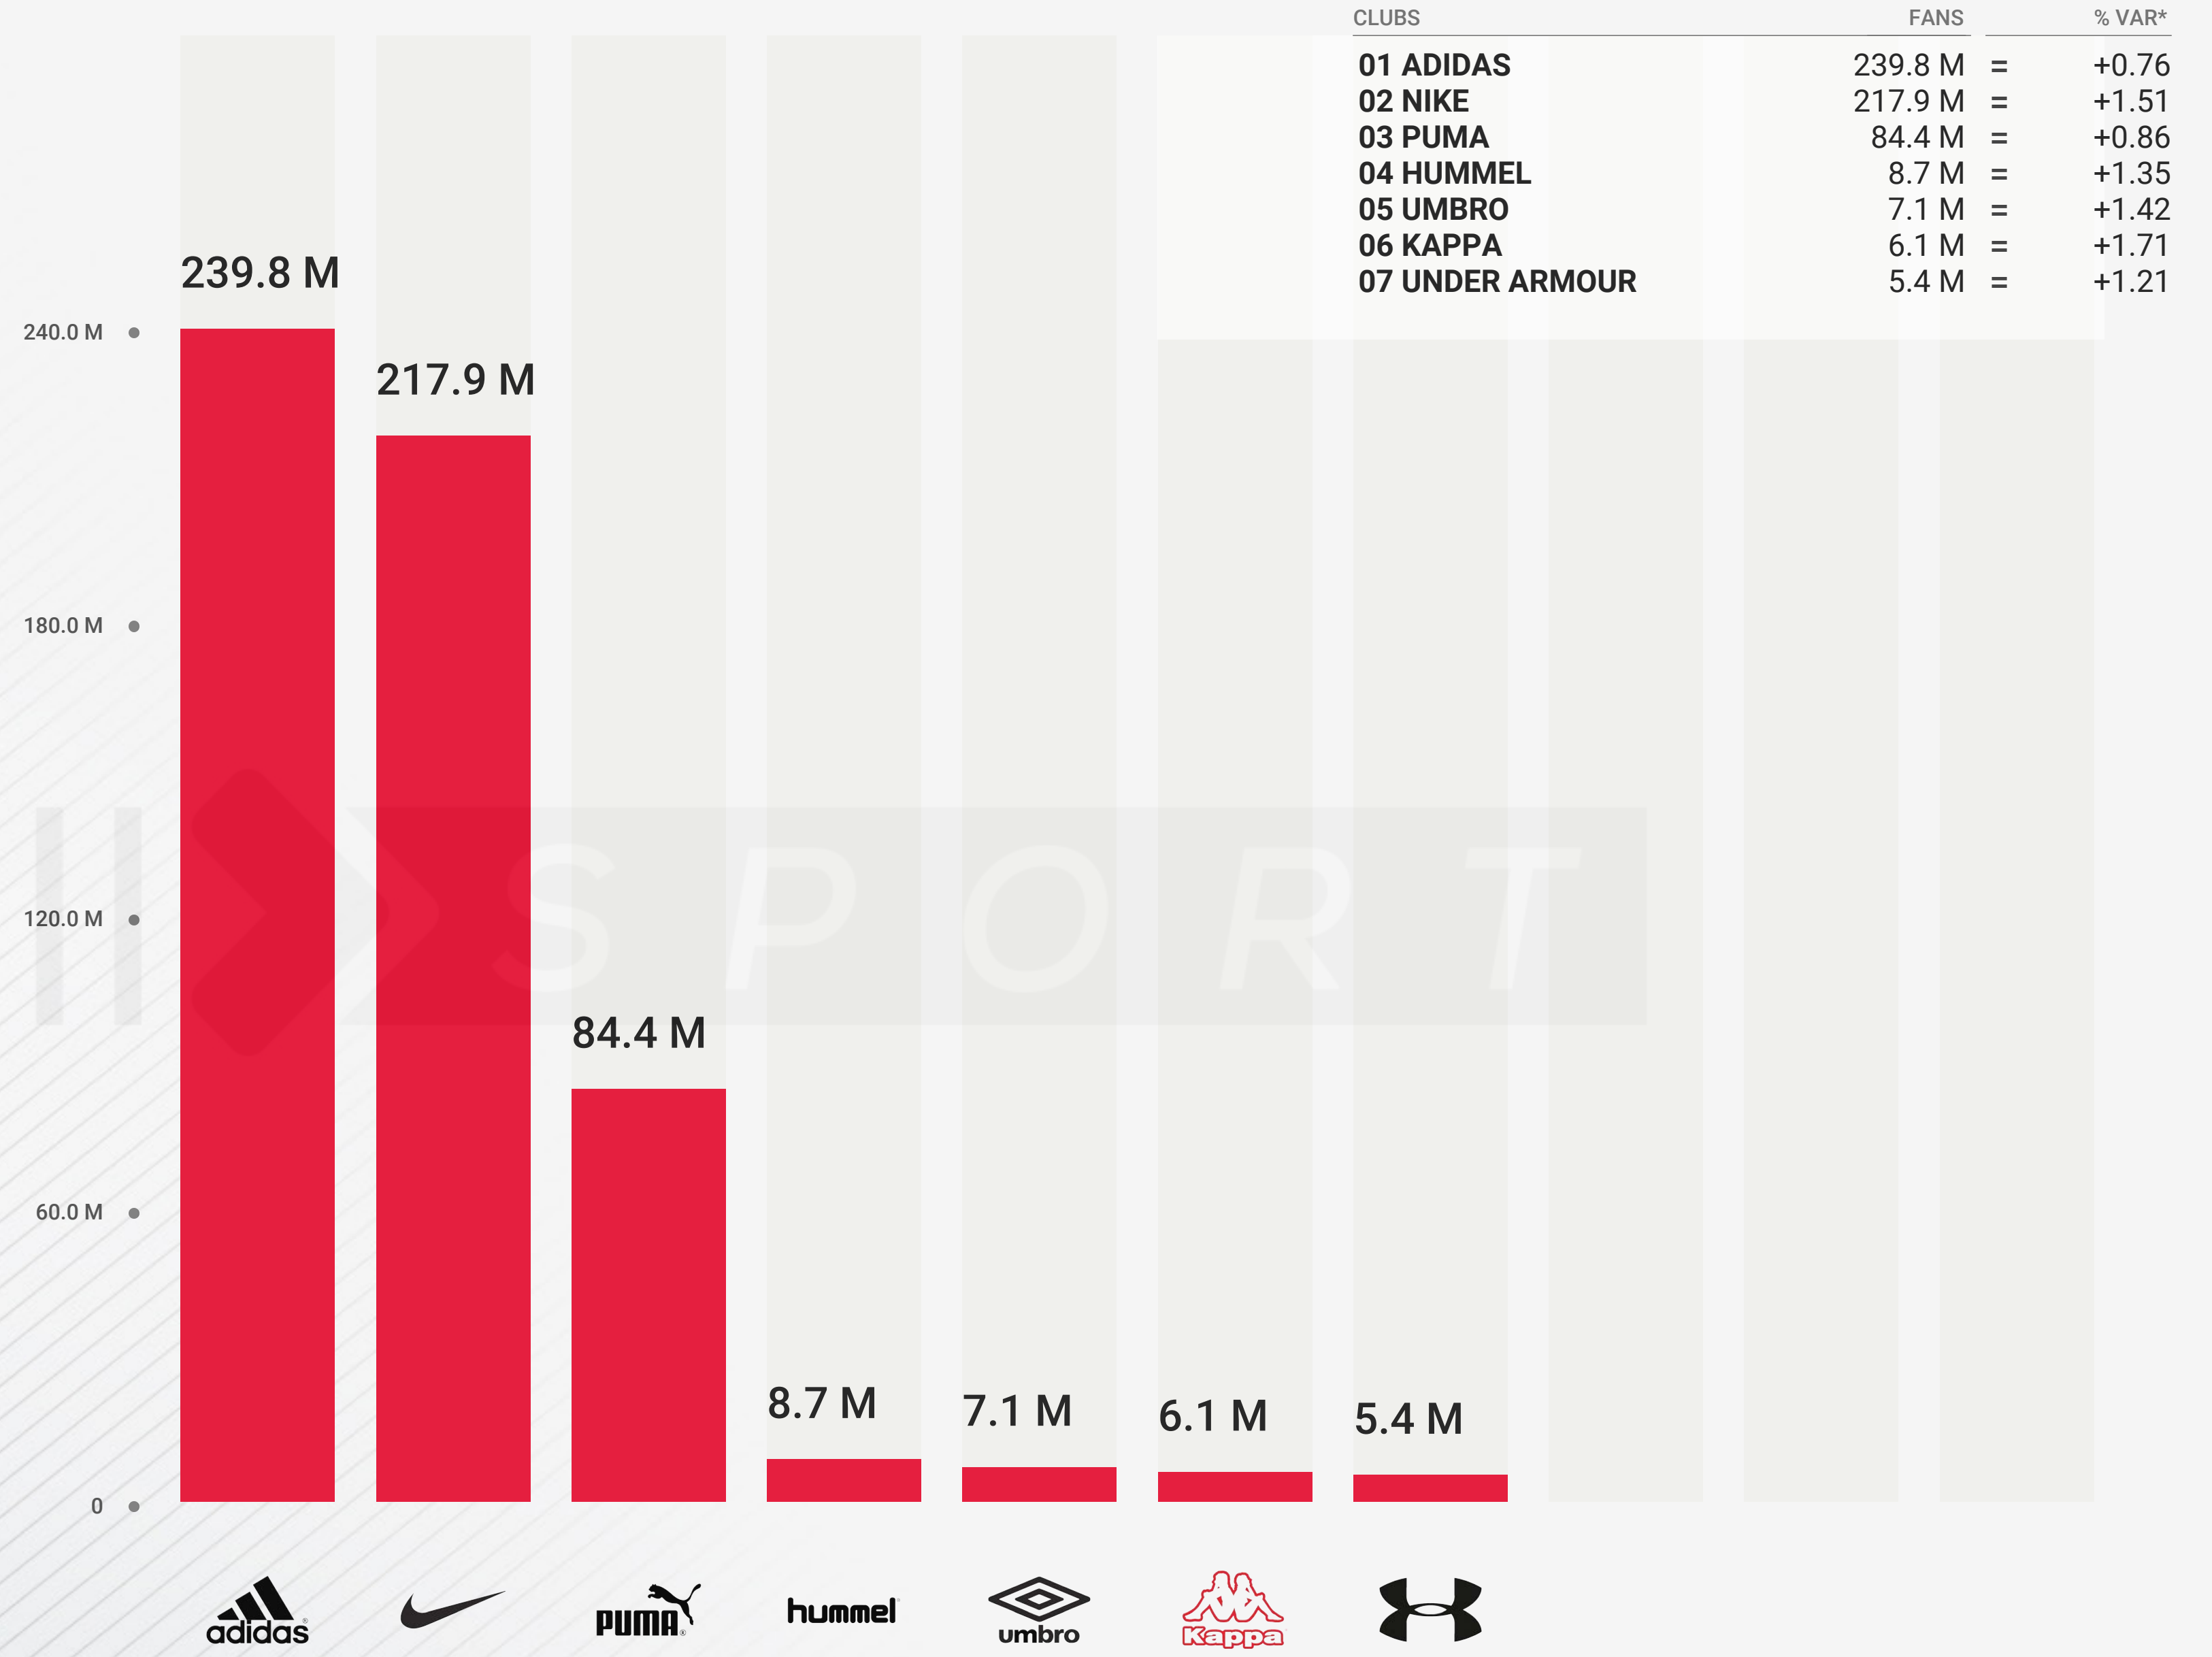 CLUBS FANS % VAR*
01 ADIDAS 239.8 M = +0.76
02 NIKE 217.9 M = +1.51
03 PUMA 84.4 M = +0.86
04 HUMMEL 8.7 M = +1.35
05 UMBRO 7.1 M = +1.42
06 KAPPA 6.1 M = +1.71
07 UNDER ARMOUR 5.4 M = +1.21
239.8 M
240.0 M
217.9 M
180.0 M
120.0 M
SPORT
84.4 M
60.0 M
8.7 M
7.1 M
6.1 M
5.4 M
0
adidas
PUMA
hummel
umbro
Kappa